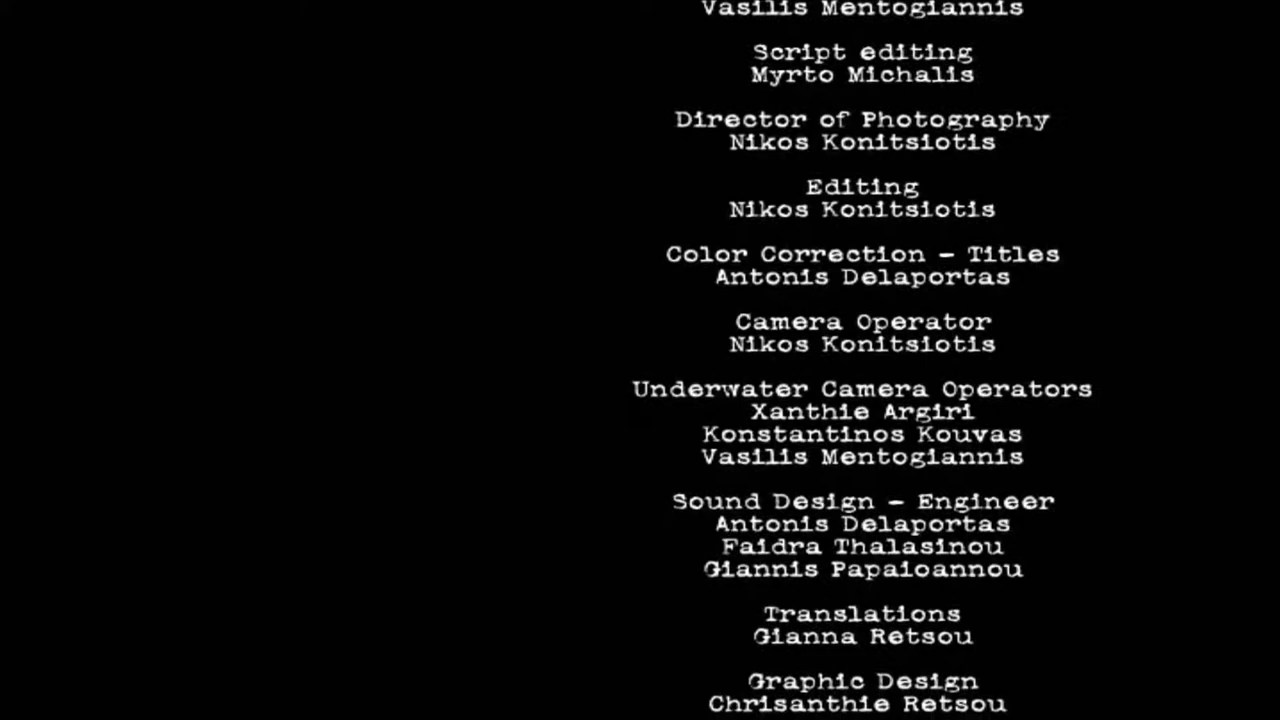 Vasilis Mentogiannis
Script editing
Myrto Michalis
Director of Photography
Nikos Konitsiotis
Editing
Nikos Konitsiotis
Color Correction - Titles
Antonis Delaportas
Camera Operator
Nikos Konitsiotis
Underwater Camera Operators
Xanthie Argiri
Konstantinos Kouvas
Vasilis Mentogiannis
Sound Design - Engineer
Antonis Delaportas
Faidra Thalasinou
Giannis Papaioannou
Translations
Gianna Retsou
Graphic Design
Chrisanthie Retsou